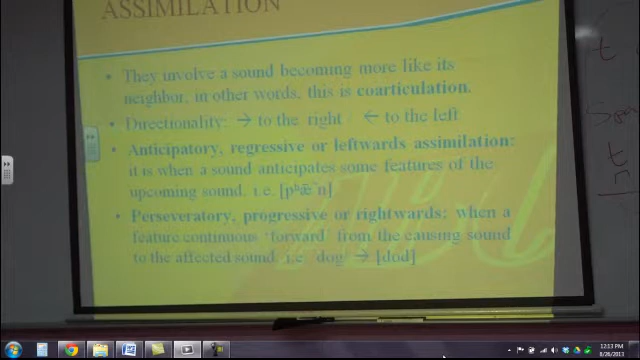 ASSIMILATION
• They involve a sound becoming more like its
neighbor, in other words, this is coarticulation.
• Directionality: → to the right / ← to the left
• Anticipatory, regressive or leftwards assimilation:
it is when a sound anticipates some features of the
upcoming sound. i.e. [pʰæ̃n]
• Perseveratory, progressive or rightwards: when a
feature continuous 'forward' from the causing sound
to the affected sound. i.e. /dog/ → [dod]
t
t
12:13 PM
8/26/2013